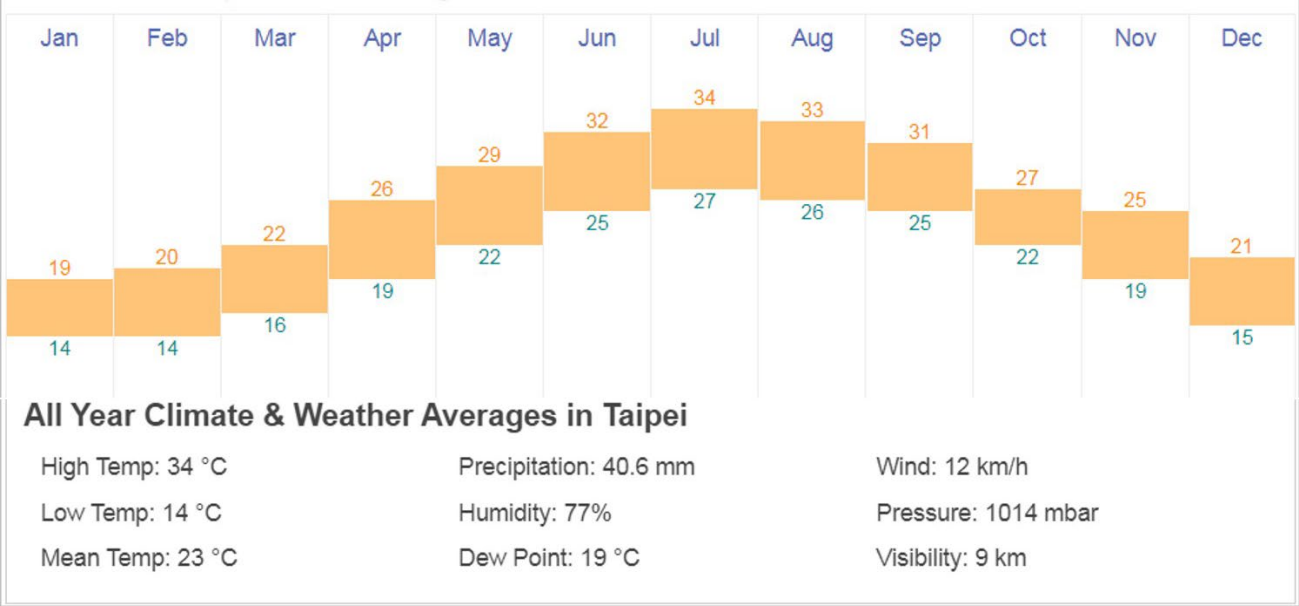 Jan Feb Mar Apr May Jun Jul Aug Sep Oct Nov Dec
19 20 22 26 29 32 34 33 31 27 25 21
14 14 16 19 22 25 27 26 25 22 19 15
All Year Climate & Weather Averages in Taipei
High Temp: 34 °C Precipitation: 40.6 mm Wind: 12 km/h
Low Temp: 14 °C Humidity: 77% Pressure: 1014 mbar
Mean Temp: 23 °C Dew Point: 19 °C Visibility: 9 km